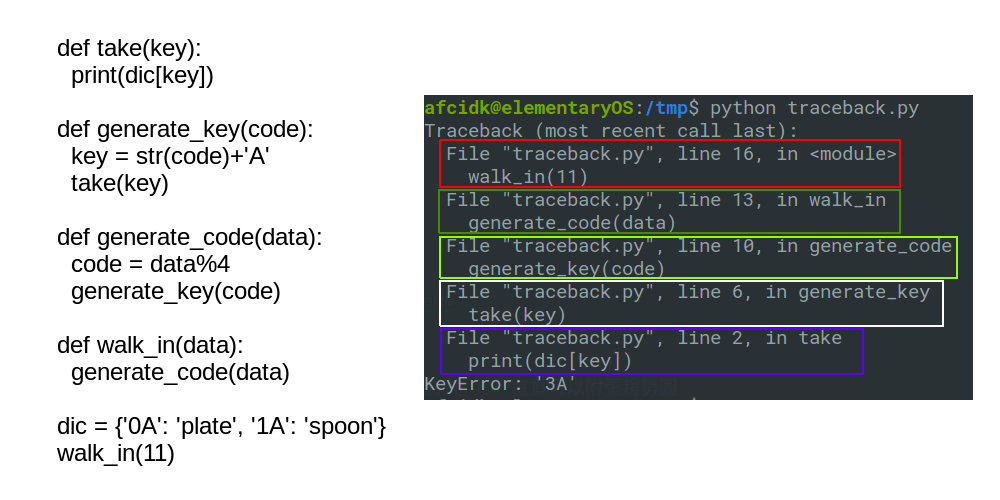 def take(key):
print(dic[key])
def generate_key(code):
key = str(code)+'A'
take(key)
def generate_code(data):
code = data%4
generate_key(code)
def walk_in(data):
generate_code(data)
dic = {'0A': 'plate', '1A': 'spoon'}
walk_in(11)
afcidk@elementaryOS:/tmp$ python traceback.py
Traceback (most recent call last):
File "traceback.py", line 16, in <module>
walk_in(11)
File "traceback.py", line 13, in walk_in
generate_code(data)
File "traceback.py", line 10, in generate_code
generate_key(code)
File "traceback.py", line 6, in generate_key
take(key)
File "traceback.py", line 2, in take
print(dic[key])
KeyError: '3A'